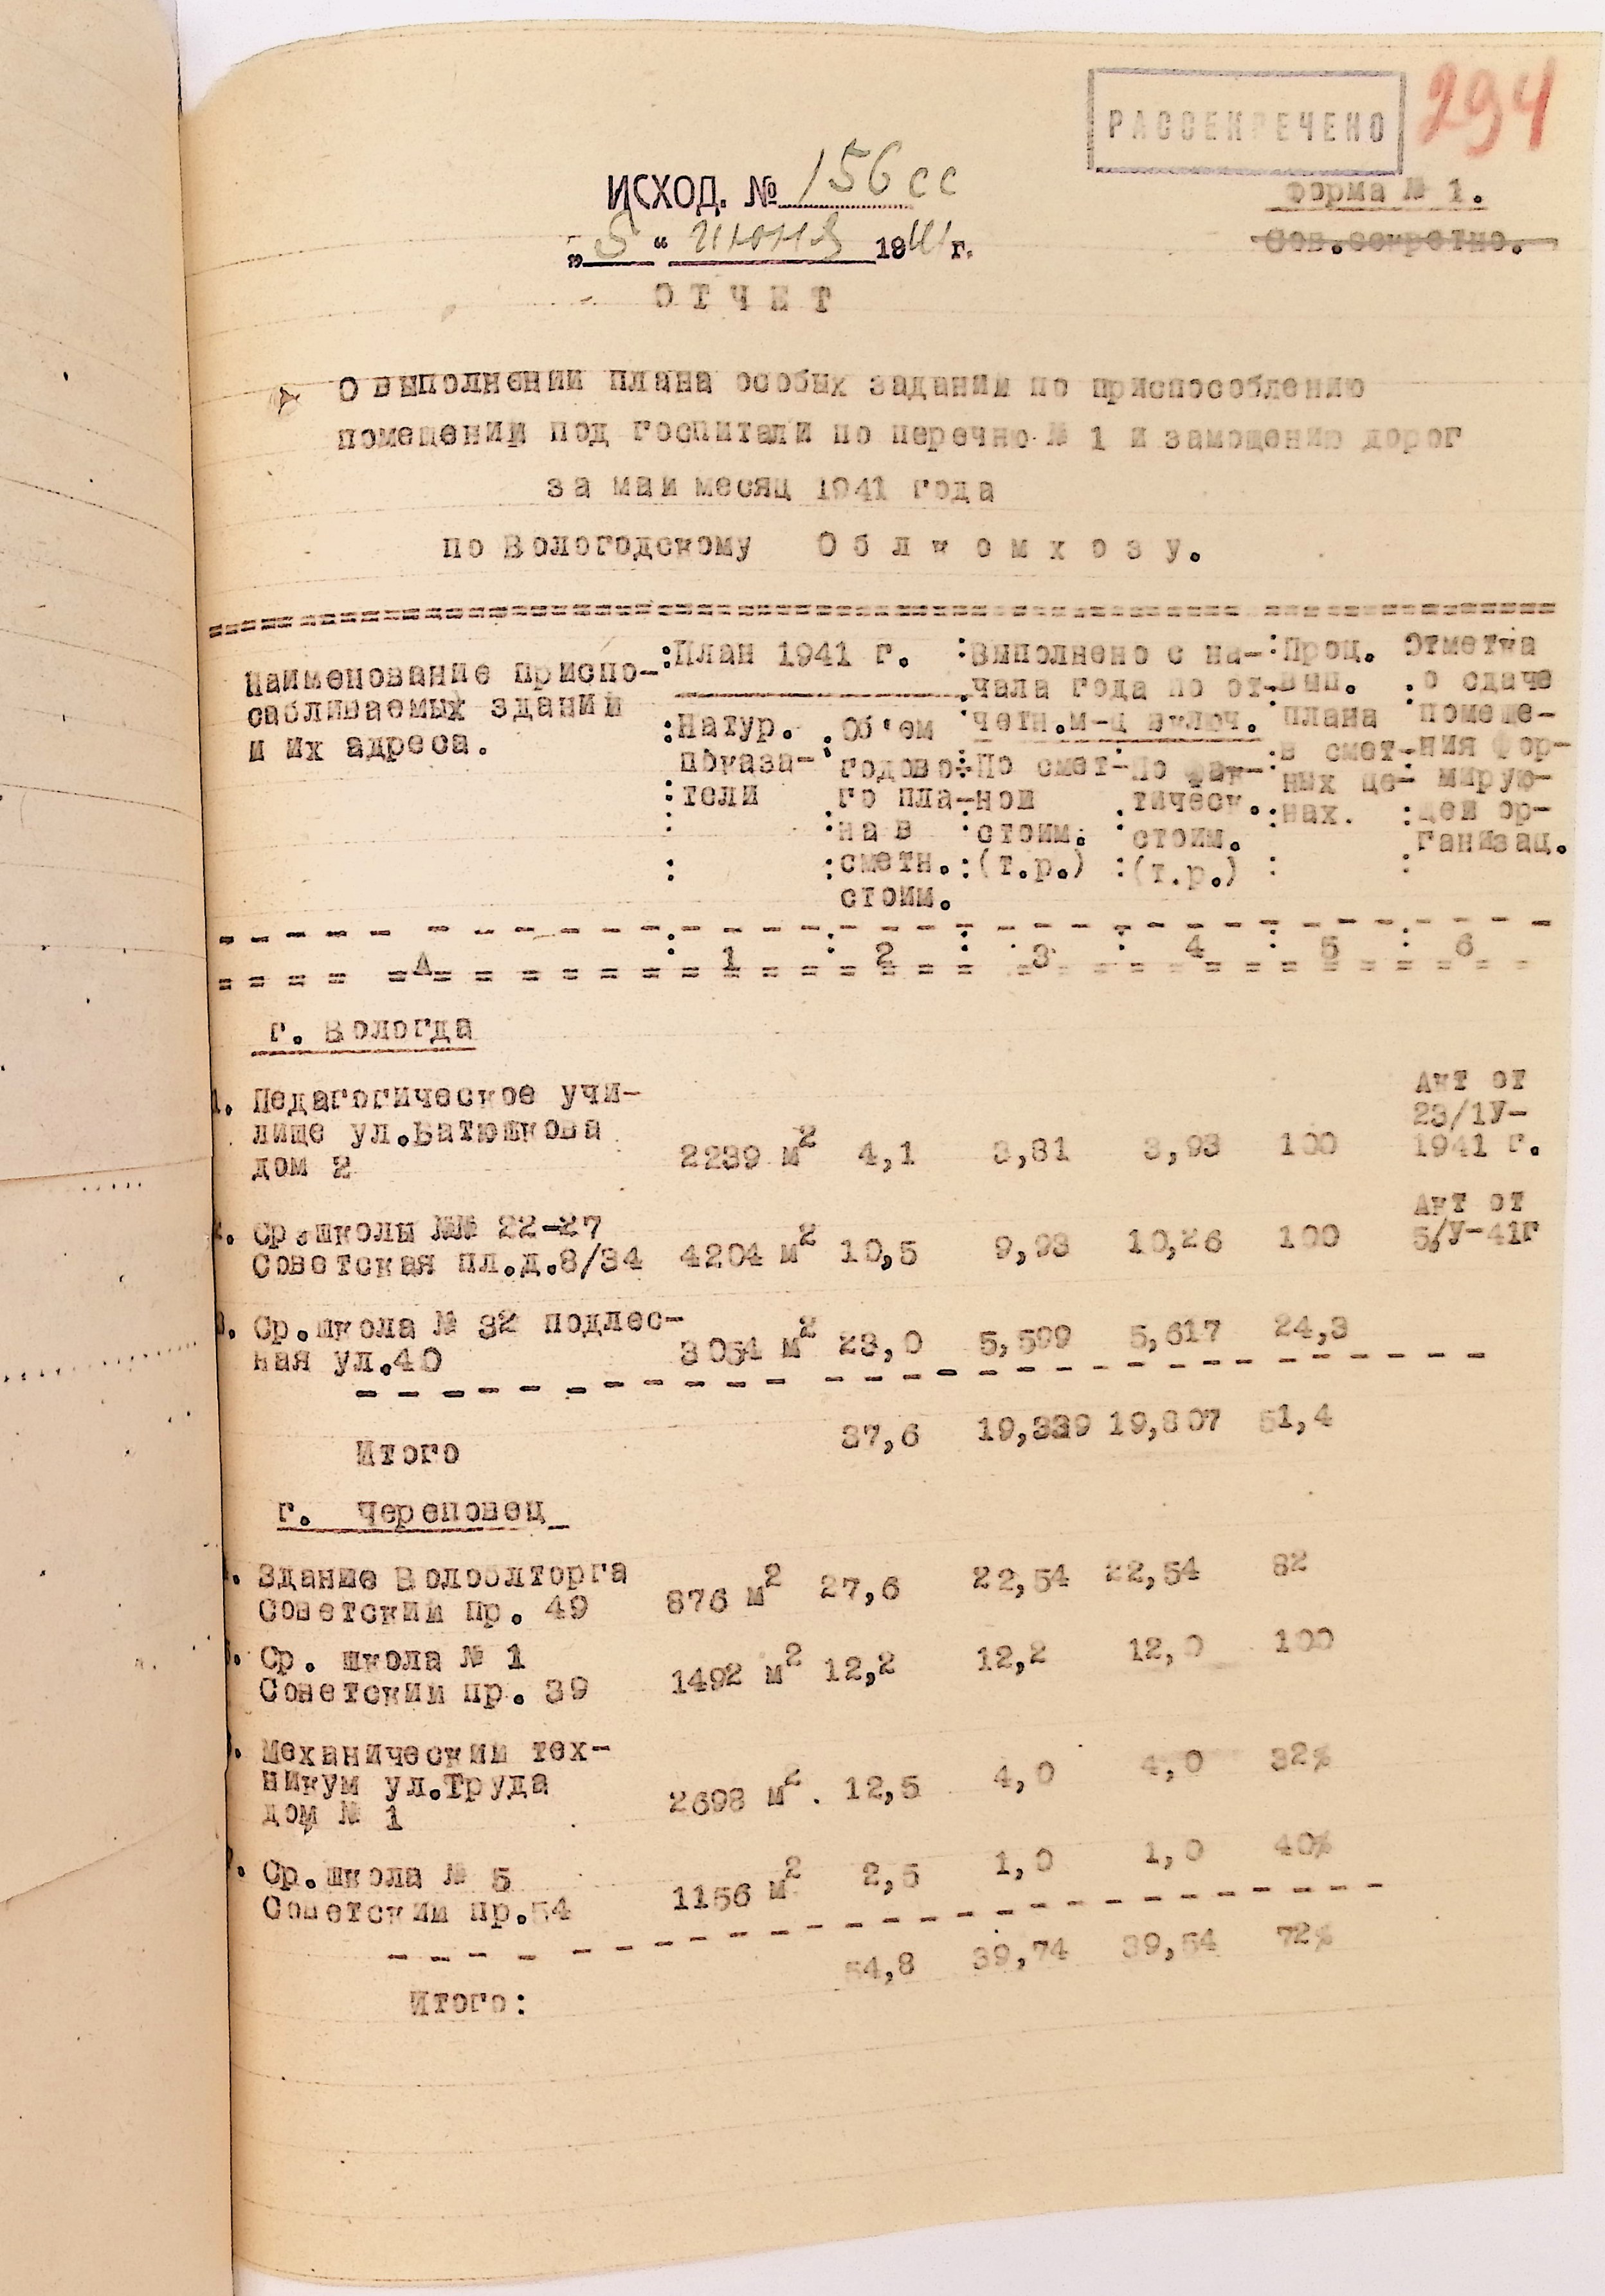 РАССЕКРЕЧЕНО 294
ИСХОД. № 156сс
Форма № 1.
„5“ июня 1941 г.
Сов.секретно.
ОТЧЕТ
О выполнении плана особых заданий по приспособлению
помещений под госпитали по перечню № 1 и замощению дорог
за май месяц 1941 года
по Вологодскому Облкомхозу.
Наименование приспо- :План 1941 г. :Выполнено с на-:Проц. Отметка
сабливаемых зданий чала года по от-вып. .о сдаче
и их адреса. :Натур. .Об'ем четн.м-ц включ. плана помеще-
показа- годово-:По смет-По фак- в смет-ния фор-
:тели го пла-ной тическ. ных це- мирую-
на в стоим. стоим. нах. щей ор-
сметн.:(т.р.) :(т.р.) ганизац.
стоим.
А 1 2 3 4 5 6
г. Вологда
1. Педагогическое учи- Акт от
лище ул.Батюшкова 23/1У-
дом 2 2239 м2 4,1 3,81 3,93 100 1941 г.
Ср.школы №№ 22-27 Акт от
Советская пл.д.8/34 4204 м2 10,5 9,93 10,26 100 5/У-41г
3. Ср.школа № 32 подлес-
ная ул.40 3054 м2 23,0 5,599 5,617 24,3
Итого 37,6 19,339 19,807 51,4
г. Череповец
Здание Волоблторга
Советский пр. 49 876 м2 27,6 22,54 22,54 82
Ср. школа № 1
Советский пр. 39 1492 м2 12,2 12,2 12,0 100
Механический тех-
никум ул.Труда
дом № 1 2698 м2. 12,5 4,0 4,0 32%
Ср.школа № 5
Советский пр.54 1156 м2 2,5 1,0 1,0 40%
Итого: 54,8 39,74 39,54 72%